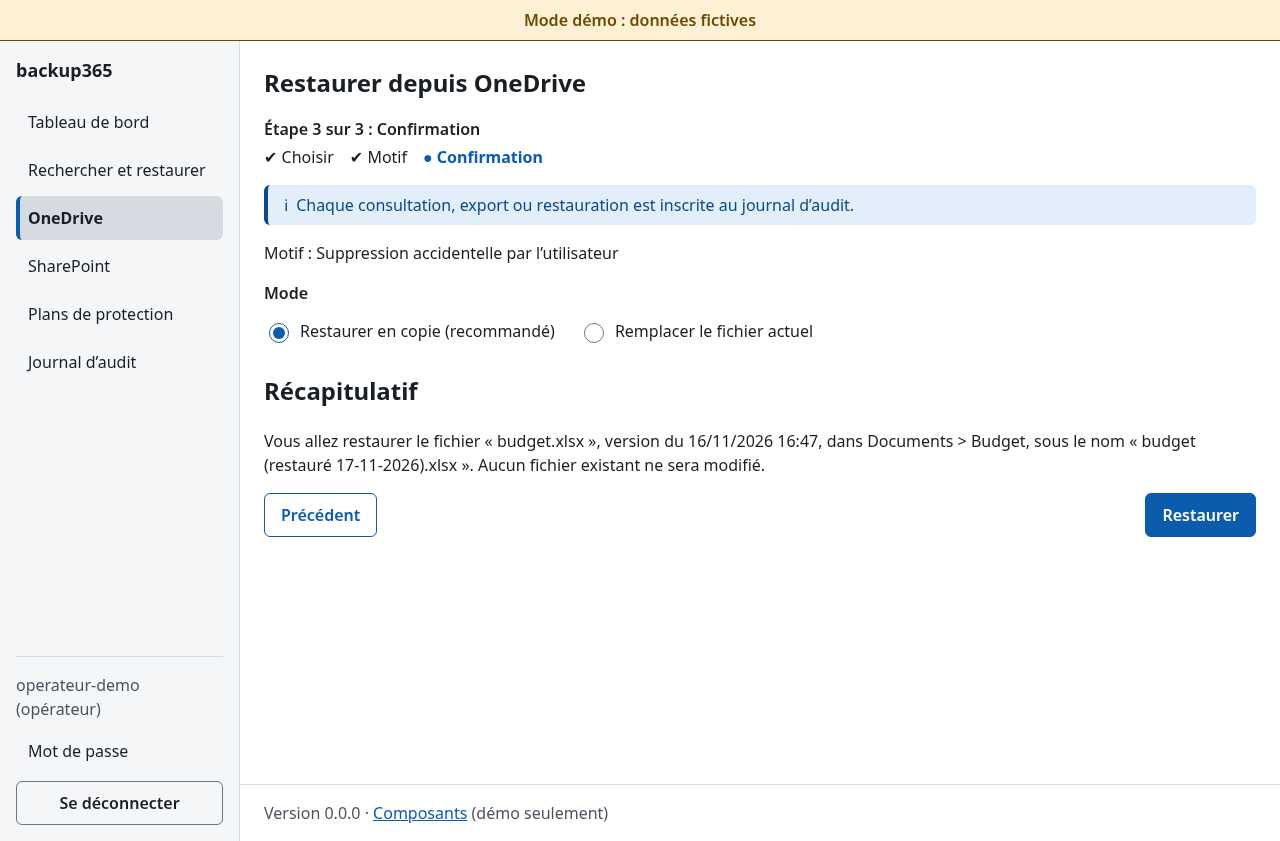 Mode démo : données fictives
backup365
Tableau de bord
Rechercher et restaurer
OneDrive
SharePoint
Plans de protection
Journal d’audit
operateur-demo
(opérateur)
Mot de passe
Se déconnecter
Restaurer depuis OneDrive
Étape 3 sur 3 : Confirmation
✔ Choisir ✔ Motif ● Confirmation
i Chaque consultation, export ou restauration est inscrite au journal d’audit.
Motif : Suppression accidentelle par l’utilisateur
Mode
Restaurer en copie (recommandé) Remplacer le fichier actuel
Récapitulatif
Vous allez restaurer le fichier « budget.xlsx », version du 16/11/2026 16:47, dans Documents > Budget, sous le nom « budget
(restauré 17-11-2026).xlsx ». Aucun fichier existant ne sera modifié.
Précédent Restaurer
Version 0.0.0 · Composants (démo seulement)